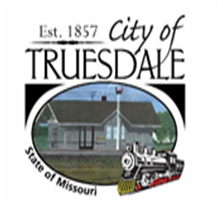 Est. 1857 City of
TRUESDALE
State of Missouri